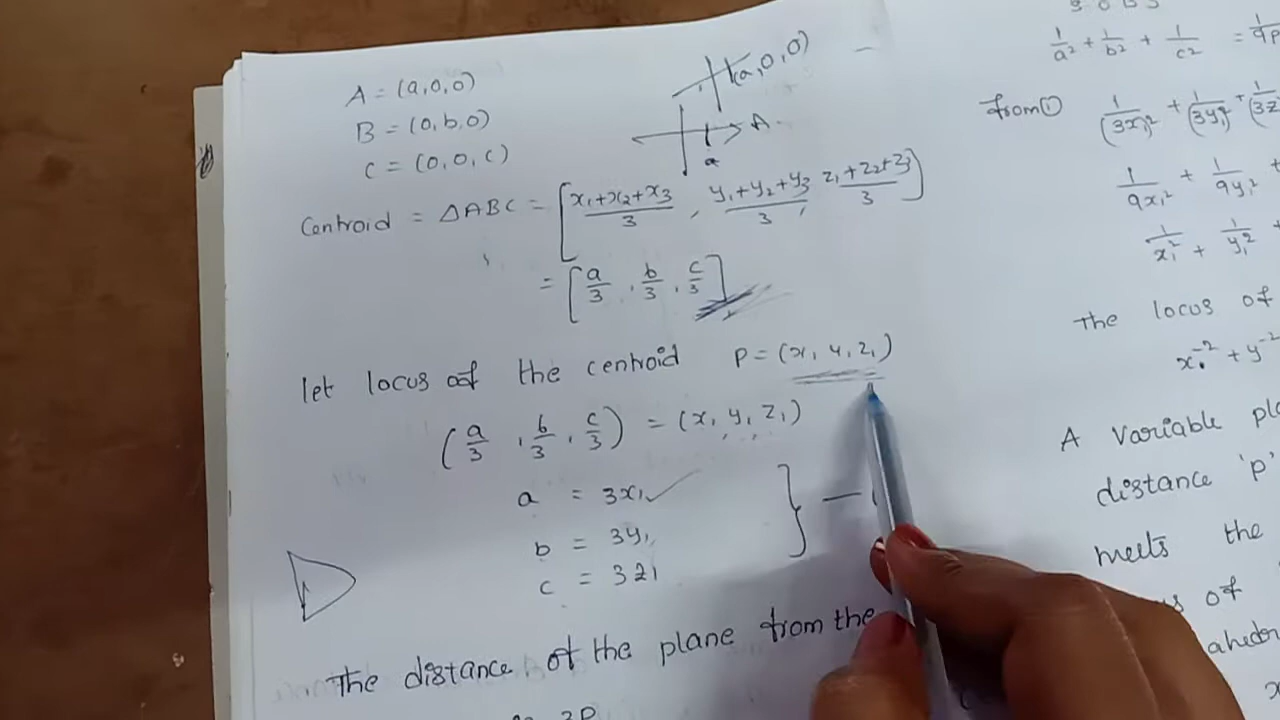 A = (a,0,0)
B = (0,b,0)
C = (0,0,c)
(a,0,0)
A
a
Centroid = ΔABC = [x₁+x₂+x₃/3, y₁+y₂+y₃/3, z₁+z₂+z₃/3]
= [a/3, b/3, c/3]
let locus of the centroid P = (x₁ y₁ z₁)
(a/3, b/3, c/3) = (x₁ y₁ z₁)
a = 3x₁ ✓
b = 3y₁
c = 3z₁
The distance of the plane from the
3P
1/a² + 1/b² + 1/c² =
from ① 1/(3x₁)² + 1/(3y₁)² +
1/9x₁² + 1/9y₁² +
1/x₁² + 1/y₁² +
The locus of
x⁻² + y⁻²
A variable
distance 'p'
meets the
of